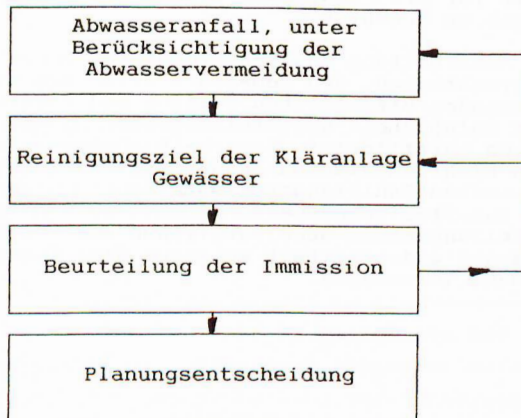 Abwasseranfall, unter
Berücksichtigung der
Abwasservermeidung
Reinigungsziel der Kläranlage
Gewässer
Beurteilung der Immission
Planungsentscheidung